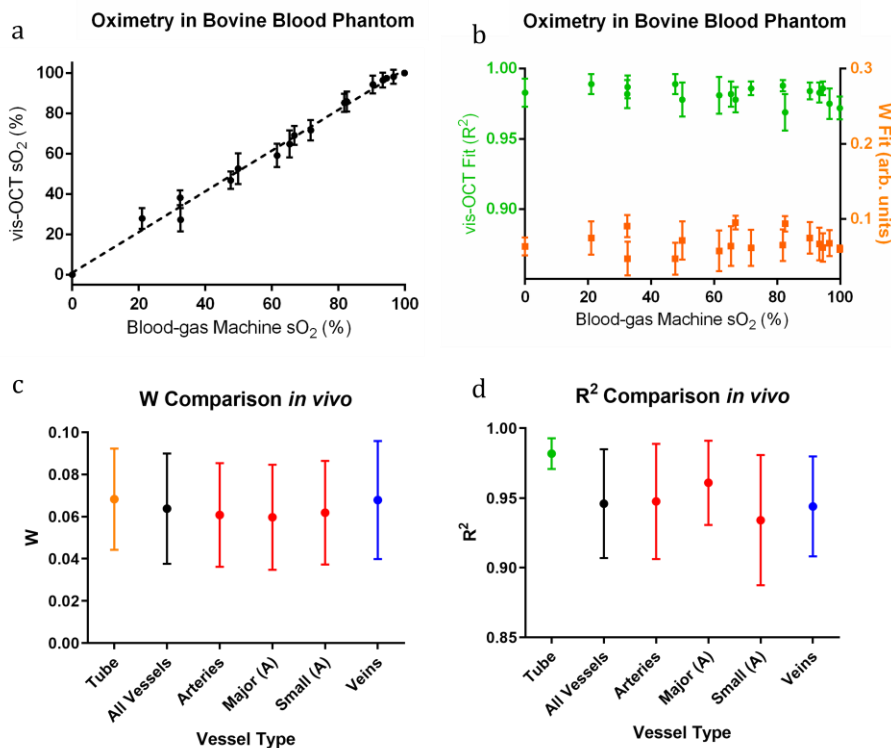 a
Oximetry in Bovine Blood Phantom
vis-OCT sO₂ (%)
100
80
60
40
20
0
0 20 40 60 80 100
Blood-gas Machine sO₂ (%)
b
Oximetry in Bovine Blood Phantom
vis-OCT Fit (R²)
1.00
0.95
0.90
W Fit (arb. units)
0.3
0.2
0.1
0 20 40 60 80 100
Blood-gas Machine sO₂ (%)
c
W Comparison in vivo
W
0.10
0.08
0.06
0.04
0.02
0.00
Tube All Vessels Arteries Major (A) Small (A) Veins
Vessel Type
d
R² Comparison in vivo
R²
1.00
0.95
0.90
0.85
Tube All Vessels Arteries Major (A) Small (A) Veins
Vessel Type